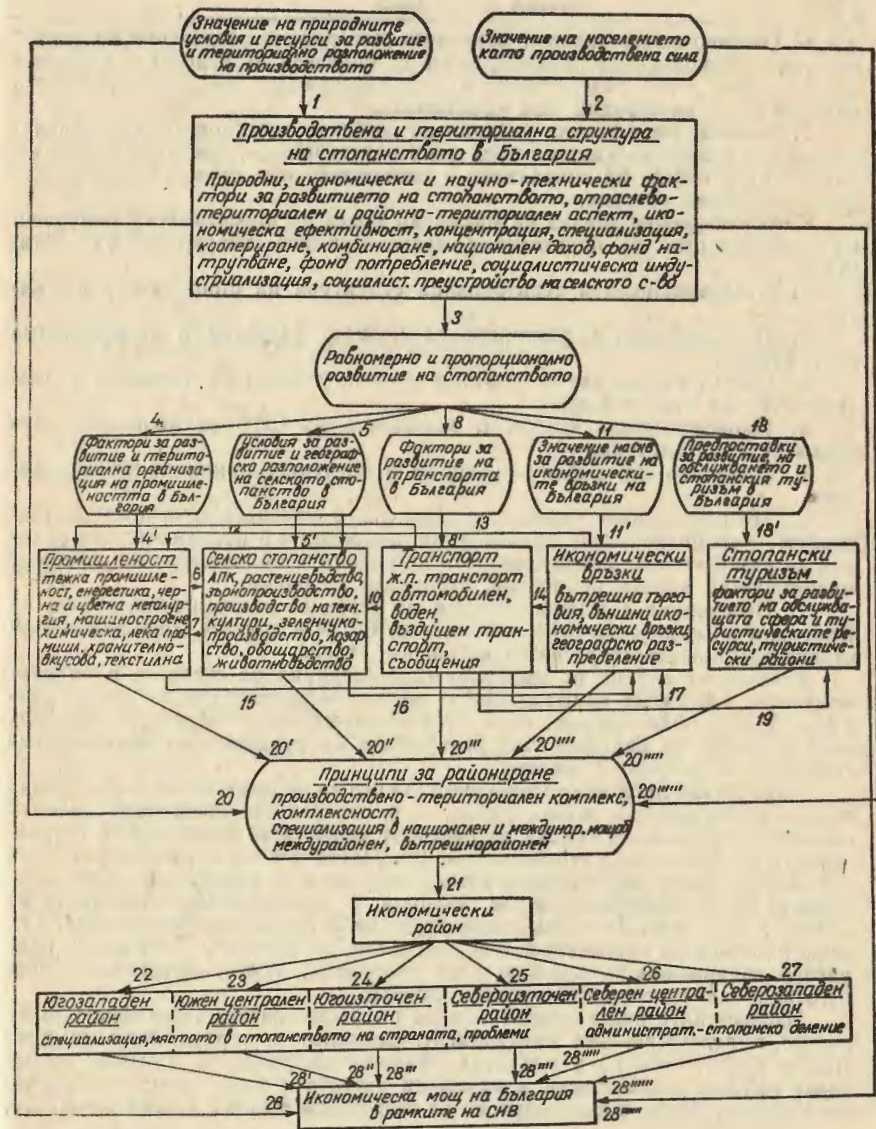 Значение на природните
условия и ресурси за развитие
и териториално разположение
на производството
Значение на населението
ката производствена сила
1
2
Производствена и териториална структура
на стопанството в България
Природни, икрномически и научно-технически фак-
тори за развитието на стопанството, отраслево-
териториален и районно-териториален аспект, ико-
номическа ефективност, концентрация, специализация,
коопериране, комбиниране, национален доход, фонд на-
трупване, фонд потребление, социалистическа инду-
стриализация, социалист. преустройство на селското с-во
3
Равномерно и пропорционално
развитие на стопанството
4
5
8
11
18
Фактори за раз-
витие и терито-
риална организа-
ция на промишле-
ността в Бъл-
гария
Условия за раз-
витие и географ-
ско разположение
на селското сто-
панство в
България
Фактори за
развитие на
транспорта
в България
Значение на СИВ
за развитие на
икономически-
те връзки на
България
Предпоставки
за развитие на
обслужването и
стопанския ту-
ризъм в
България
4'
12
5'
8'
13
11'
18'
Промишленост
тежка промишле-
ност, енергетика, чер-
на и цветна металур-
гия, машиностроене
химическа, лека про-
мишл. хранително-
вкусова, текстилна
6
7
Селско стопанство
АПК, растенцевъдство,
зърнопроизводство,
производство на техн.
култури, зеленчуко-
производство, лозар-
ство, овощарство,
животновъдство
10
Транспорт
ж.п. транспорт
автомобилен,
воден,
въздушен тран-
спорт,
съобщения
14
Икономически
връзки
вътрешна търго-
вия, външни ико-
номически връзки,
географско раз-
пределение
Стопански
туризъм
фактори за разви-
тието на обслужва-
щата сфера и ту-
ристическите ре-
сурси, туристиче-
ски райони
15
16
17
19
20'
20''
20'''
20''''
20'''''
Принципи за райониране
производствено-териториален комплекс,
комплексност,
специализация в национален и междунар. мащаб
междурайонен, вътрешнорайонен
20
20''''''
21
Икономически
район
22
23
24
25
26
27
Югозападен
район
Южен централен
район
Югоизточен
район
Североизточен
район
Северен центра-
лен район
Северозападен
район
специализация, мястото в стопанството на страната, проблеми
администрат.-стопанско деление
28'
28''
28'''
28''''
28'''''
28''''''
28
Икономическа мощ на България
в рамките на СИВ
28'''''''